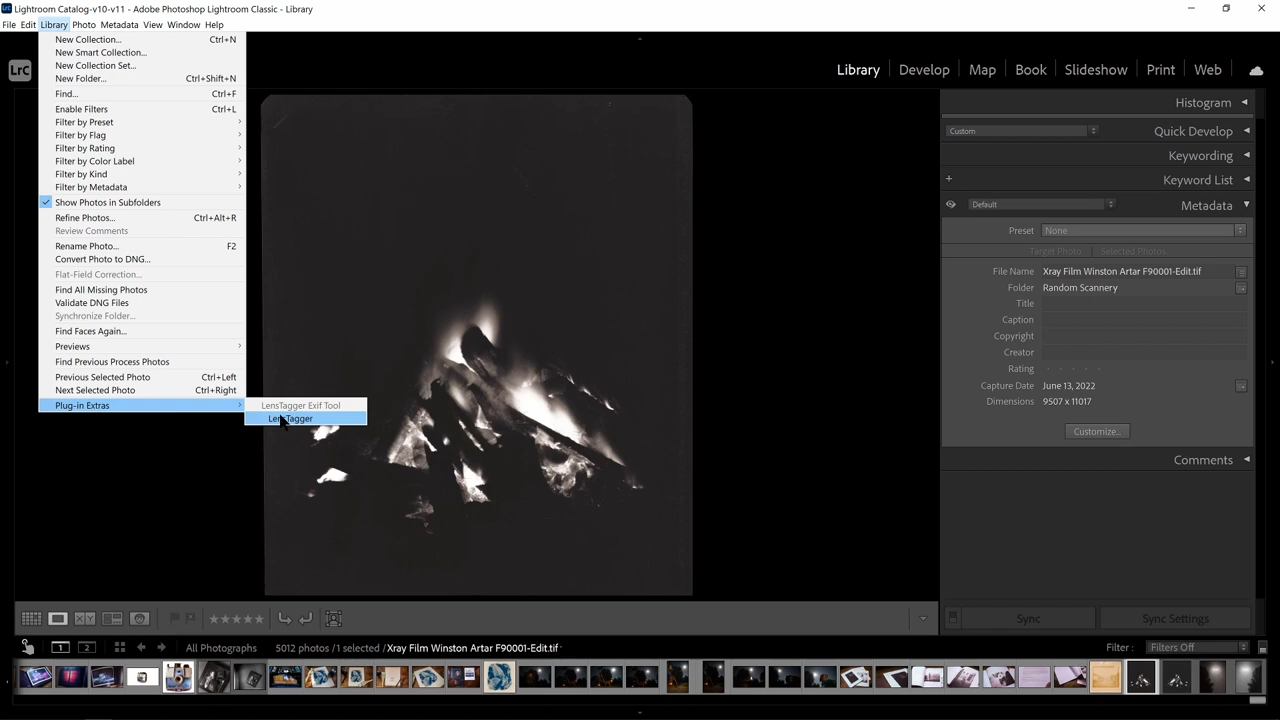 Lightroom Catalog-v10-v11 - Adobe Photoshop Lightroom Classic - Library
File Edit Library Photo Metadata View Window Help
LrC
Library Develop Map Book Slideshow Print Web
New Collection... Ctrl+N
New Smart Collection...
New Collection Set...
New Folder... Ctrl+Shift+N
Find... Ctrl+F
Enable Filters Ctrl+L
Filter by Preset
Filter by Flag
Filter by Rating
Filter by Color Label
Filter by Kind
Filter by Metadata
Show Photos in Subfolders
Refine Photos... Ctrl+Alt+R
Review Comments
Rename Photo... F2
Convert Photo to DNG...
Flat-Field Correction...
Find All Missing Photos
Validate DNG Files
Synchronize Folder...
Find Faces Again...
Previews
Find Previous Process Photos
Previous Selected Photo Ctrl+Left
Next Selected Photo Ctrl+Right
Plug-in Extras
LensTagger Exif Tool
LensTagger
Histogram
Custom Quick Develop
Keywording
Keyword List
Default Metadata
Preset None
Target Photo Selected Photos
File Name Xray Film Winston Artar F90001-Edit.tif
Folder Random Scannery
Title
Caption
Copyright
Creator
Rating
Capture Date June 13, 2022
Dimensions 9507 x 11017
Customize...
Comments
XY
Sync Sync Settings
1 2 All Photographs 5012 photos / 1 selected / Xray Film Winston Artar F90001-Edit.tif
Filter : Filters Off